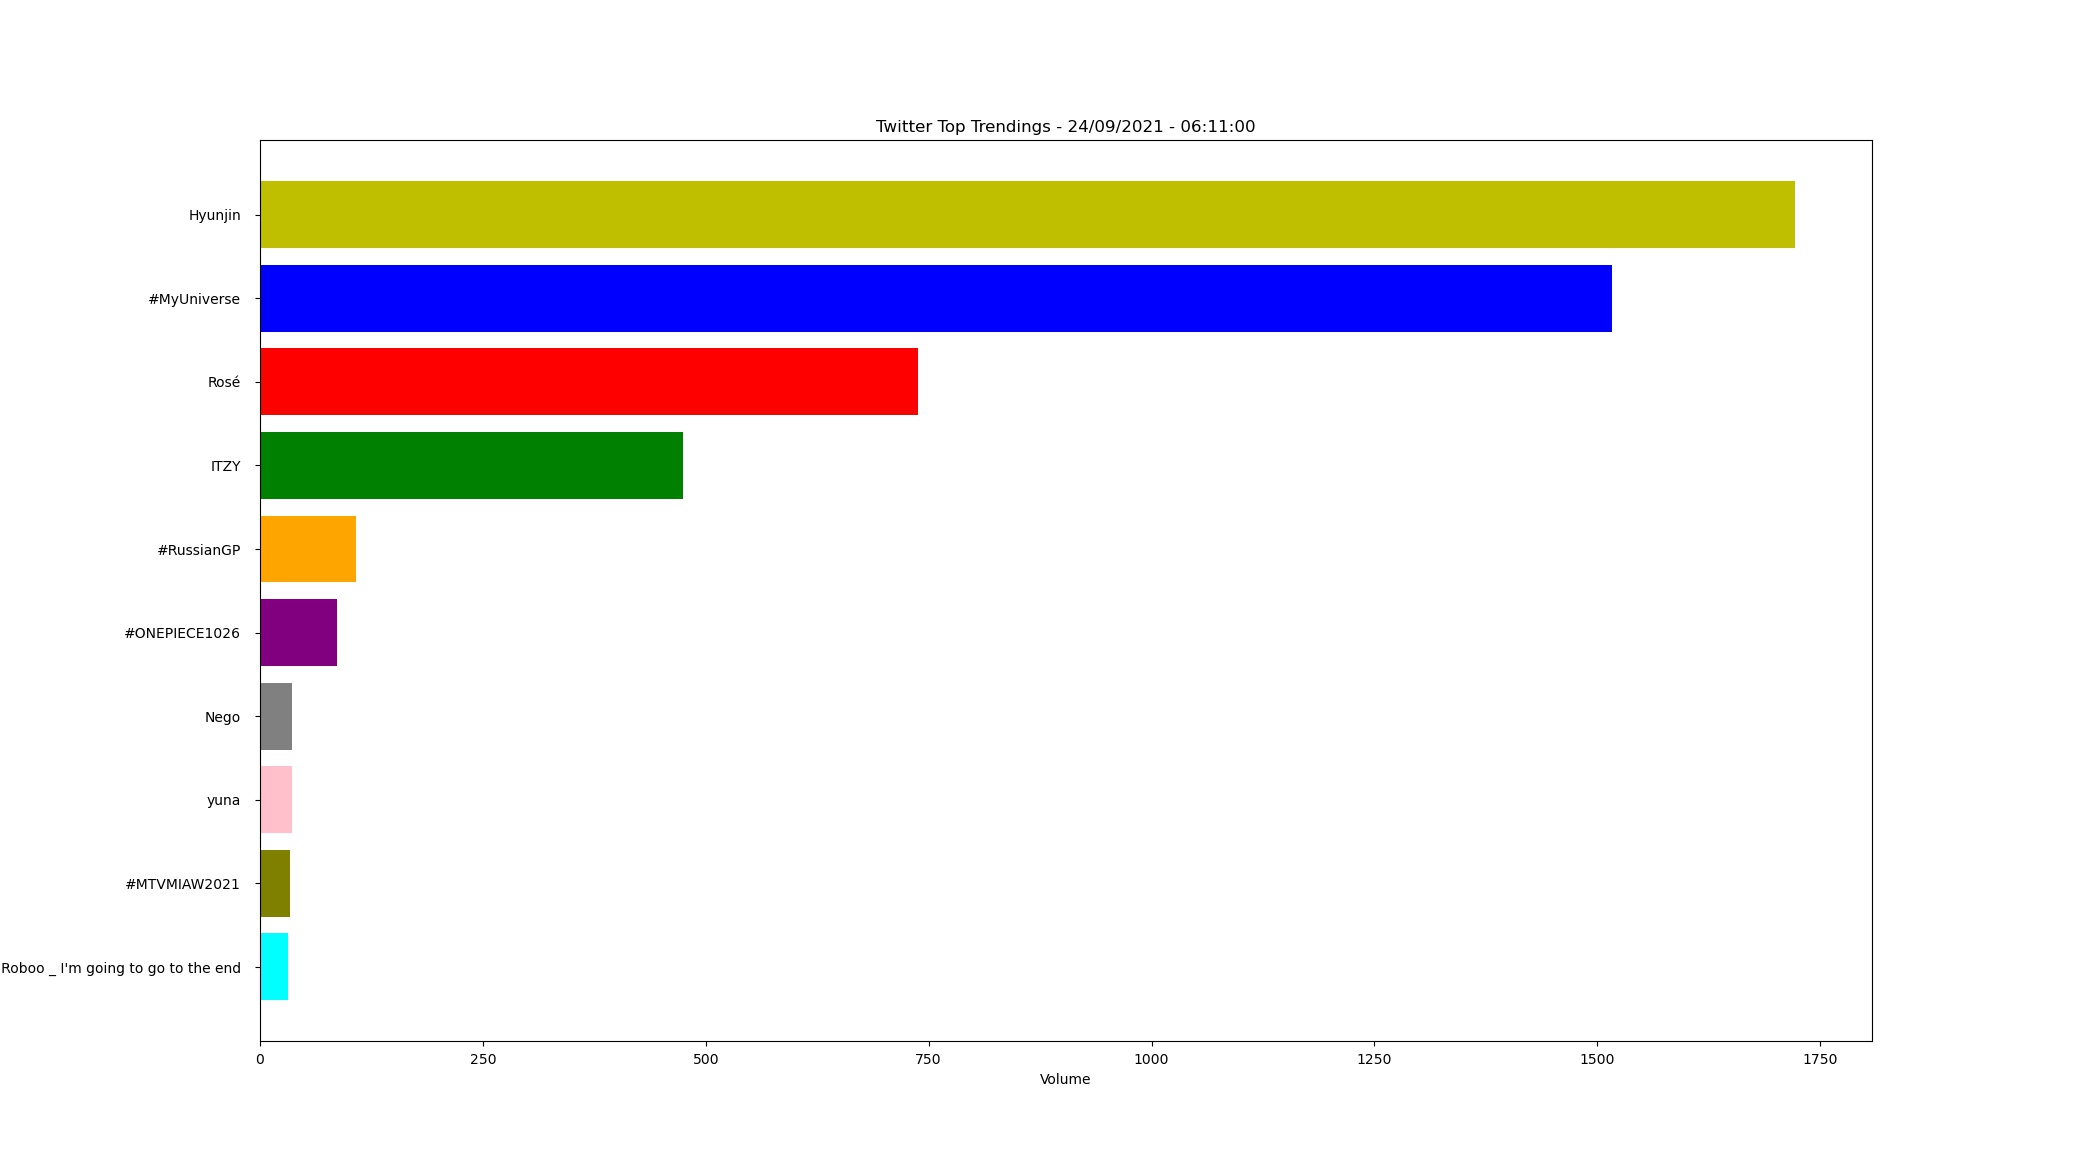 Twitter Top Trendings - 24/09/2021 - 06:11:00
Hyunjin
#MyUniverse
Rosé
ITZY
#RussianGP
#ONEPIECE1026
Nego
yuna
#MTVMIAW2021
Roboo _ I'm going to go to the end
0 250 500 750 1000 1250 1500 1750
Volume